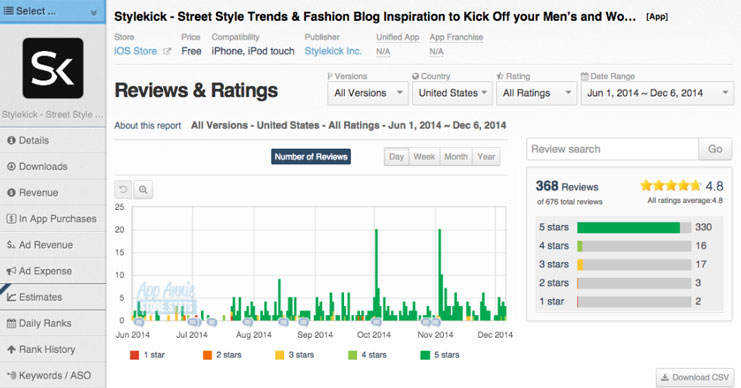 Select ...
SK
Stylekick - Street Style ...
Details
Downloads
Revenue
In App Purchases
Ad Revenue
Ad Expense
Estimates
Daily Ranks
Rank History
Keywords / ASO
Stylekick - Street Style Trends & Fashion Blog Inspiration to Kick Off your Men's and Wo... [App]
Store Price Compatibility Publisher Unified App App Franchise
iOS Store Free iPhone, iPod touch Stylekick Inc. N/A N/A
Reviews & Ratings
Versions Country Rating Date Range
All Versions United States All Ratings Jun 1, 2014 ~ Dec 6, 2014
About this report All Versions - United States - All Ratings - Jun 1, 2014 ~ Dec 6, 2014
Number of Reviews Day Week Month Year
Review search Go
368 Reviews 4.8
of 676 total reviews All ratings average:4.8
5 stars 330
4 stars 16
3 stars 17
2 stars 3
1 star 2
25
20
15
10
5
0
App Annie
STORE STATS
Jun 2014 Jul 2014 Aug 2014 Sep 2014 Oct 2014 Nov 2014 Dec 2014
1 star 2 stars 3 stars 4 stars 5 stars
Download CSV